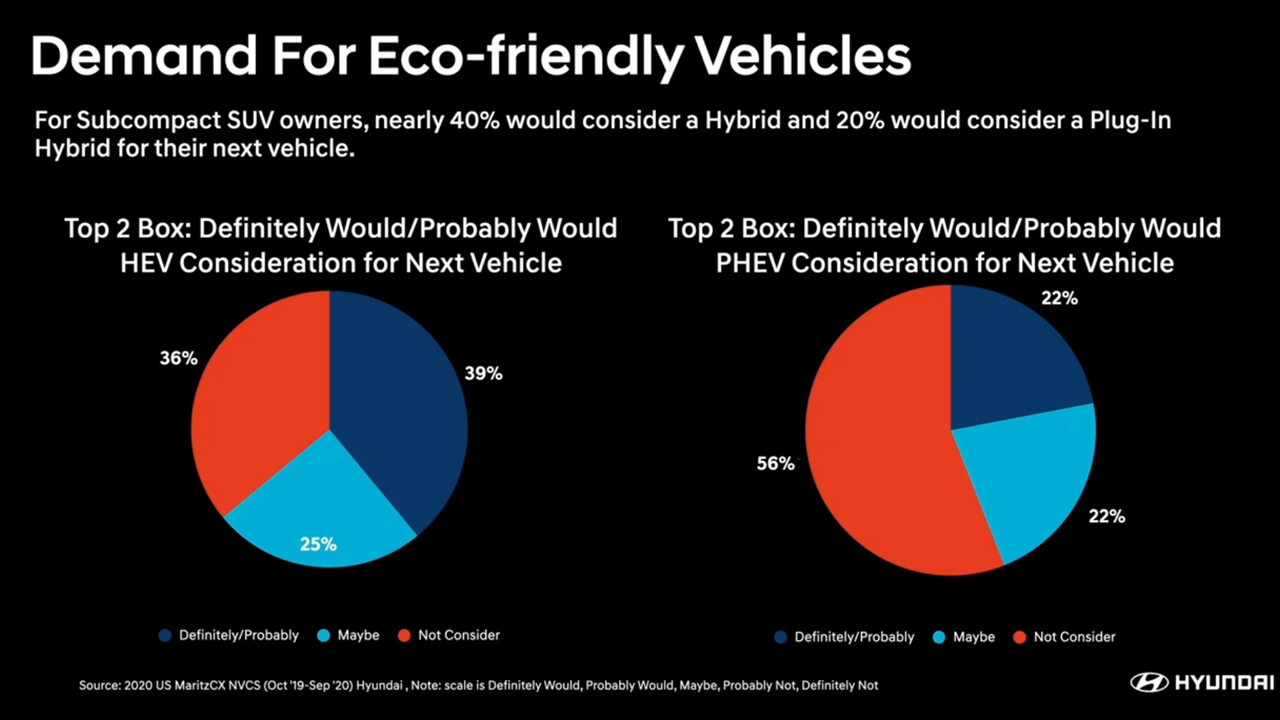 Demand For Eco-friendly Vehicles
For Subcompact SUV owners, nearly 40% would consider a Hybrid and 20% would consider a Plug-In
Hybrid for their next vehicle.
Top 2 Box: Definitely Would/Probably Would
HEV Consideration for Next Vehicle
36%
39%
25%
Definitely/Probably Maybe Not Consider
Top 2 Box: Definitely Would/Probably Would
PHEV Consideration for Next Vehicle
22%
56%
22%
Definitely/Probably Maybe Not Consider
Source: 2020 US MaritzCX NVCS (Oct '19-Sep '20) Hyundai , Note: scale is Definitely Would, Probably Would, Maybe, Probably Not, Definitely Not
HYUNDAI